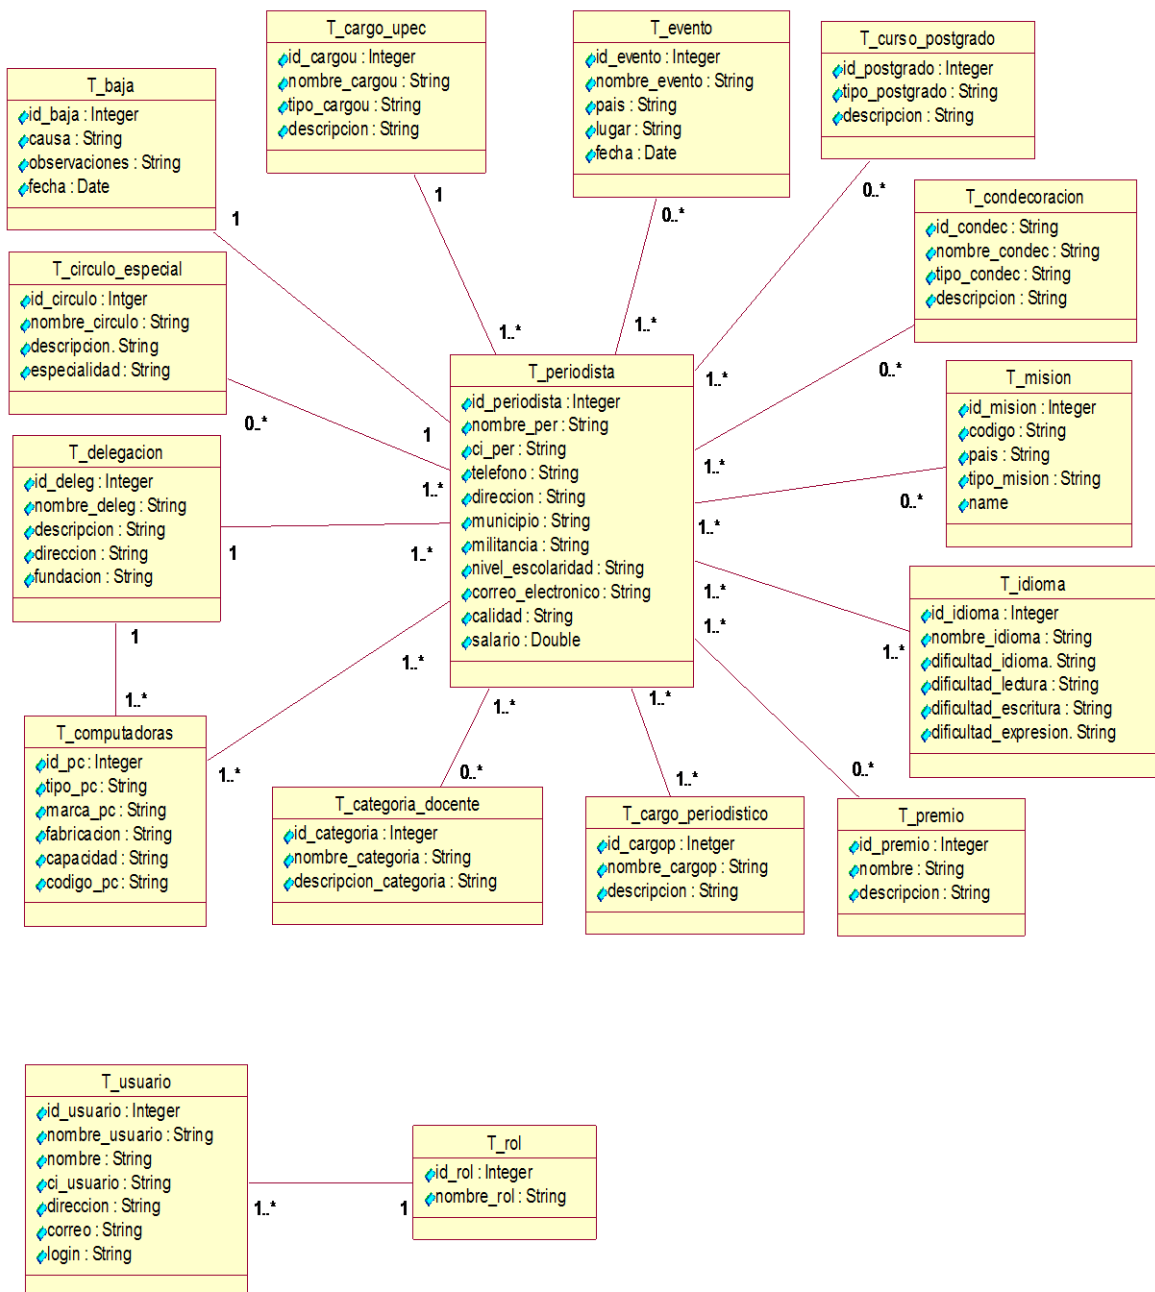 T_cargo_upec
id_cargou : Integer
nombre_cargou : String
tipo_cargou : String
descripcion : String
1
T_evento
id_evento : Integer
nombre_evento : String
pais : String
lugar : String
fecha : Date
0..*
T_curso_postgrado
id_postgrado : Integer
tipo_postgrado : String
descripcion : String
0..*
T_baja
id_baja : Integer
causa : String
observaciones : String
fecha : Date
1
T_condecoracion
id_condec : String
nombre_condec : String
tipo_condec : String
descripcion : String
0..*
T_circulo_especial
id_circulo : Intger
nombre_circulo : String
descripcion. String
especialidad : String
0..*
T_periodista
id_periodista : Integer
nombre_per : String
ci_per : String
telefono : String
direccion : String
municipio : String
militancia : String
nivel_escolaridad : String
correo_electronico : String
calidad : String
salario : Double
1..*
1..*
1..*
1
1..*
1..*
1..*
1..*
1..*
1..*
1..*
1..*
1..*
T_mision
id_mision : Integer
codigo : String
pais : String
tipo_mision : String
name
0..*
T_delegacion
id_deleg : Integer
nombre_deleg : String
descripcion : String
direccion : String
fundacion : String
1
1
T_idioma
id_idioma : Integer
nombre_idioma : String
dificultad_idioma. String
dificultad_lectura : String
dificultad_escritura : String
dificultad_expresion. String
1..*
1..*
T_computadoras
id_pc : Integer
tipo_pc : String
marca_pc : String
fabricacion : String
capacidad : String
codigo_pc : String
1..*
0..*
T_categoria_docente
id_categoria : Integer
nombre_categoria : String
descripcion_categoria : String
1..*
T_cargo_periodistico
id_cargop : Inetger
nombre_cargop : String
descripcion : String
0..*
T_premio
id_premio : Integer
nombre : String
descripcion : String
T_usuario
id_usuario : Integer
nombre_usuario : String
nombre : String
ci_usuario : String
direccion : String
correo : String
login : String
1..*
1
T_rol
id_rol : Integer
nombre_rol : String